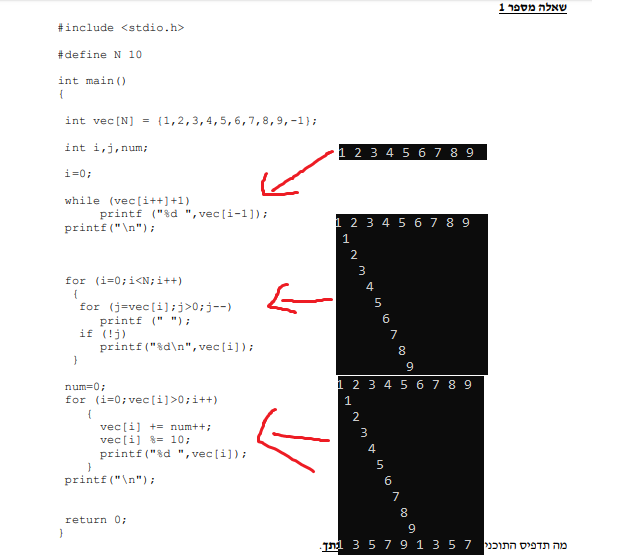 שאלה מספר 1
#include <stdio.h>
#define N 10
int main()
{
int vec[N] = {1,2,3,4,5,6,7,8,9,-1};
int i,j,num;
1 2 3 4 5 6 7 8 9
i=0;
while (vec[i++]+1)
printf ("%d ",vec[i-1]);
printf("\n");
1 2 3 4 5 6 7 8 9
1
2
3
4
5
6
7
8
9
for (i=0;i<N;i++)
{
for (j=vec[i];j>0;j--)
printf (" ");
if (!j)
printf("%d\n",vec[i]);
}
1 2 3 4 5 6 7 8 9
1
2
3
4
5
6
7
8
9
1 3 5 7 9 1 3 5 7
num=0;
for (i=0;vec[i]>0;i++)
{
vec[i] += num++;
vec[i] %= 10;
printf("%d ",vec[i]);
}
printf("\n");
return 0;
}
מה תדפיס התוכני